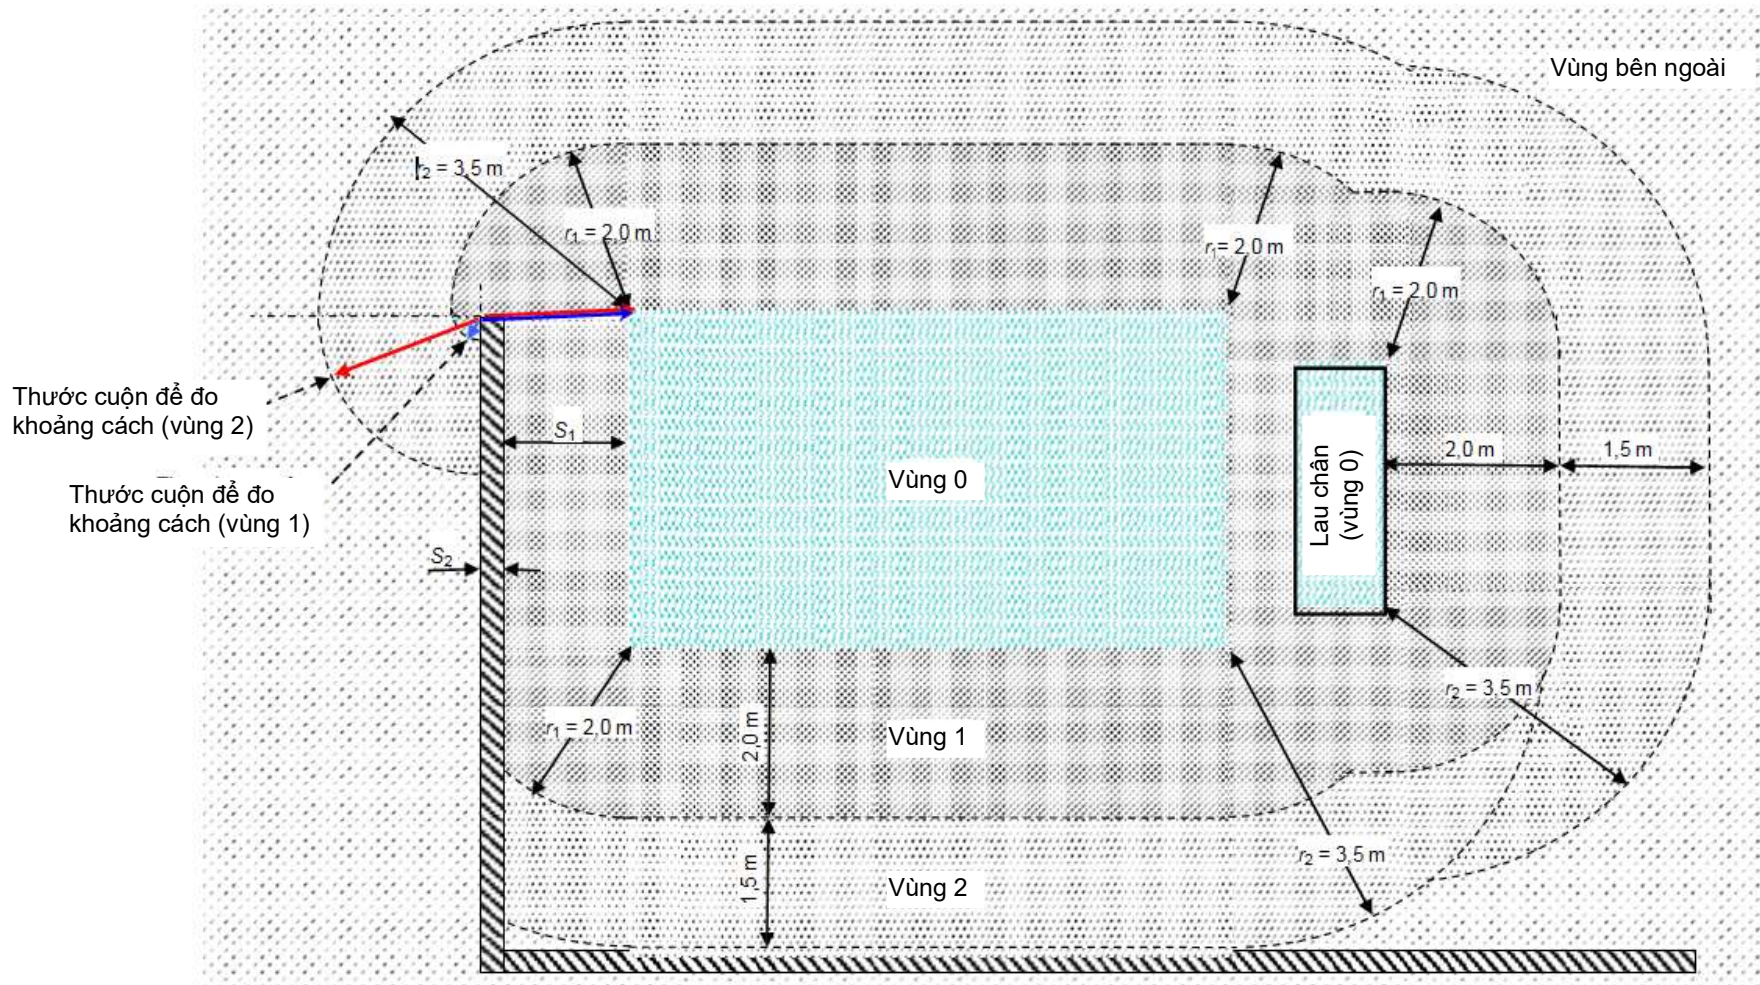 Vùng bên ngoài
r₂ = 3,5 m
r₁ = 2,0 m
r₁= 2,0 m
r₁ = 2,0 m
Thước cuộn để đo
khoảng cách (vùng 2)
S₁
2,0 m
1,5 m
Vùng 0
Lau chân
(vùng 0)
Thước cuộn để đo
khoảng cách (vùng 1)
S₂
r₂ = 3,5 m
r₁ = 2,0 m
2,0 m
Vùng 1
r₂ = 3,5 m
1,5 m
Vùng 2